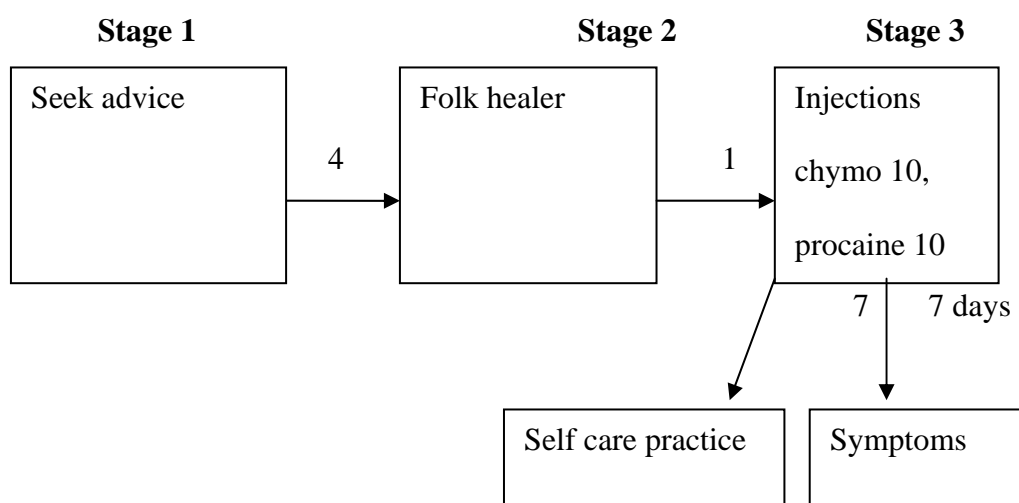 Stage 1
Stage 2
Stage 3
Seek advice
4
Folk healer
1
Injections
chymo 10,
procaine 10
7
7 days
Self care practice
Symptoms